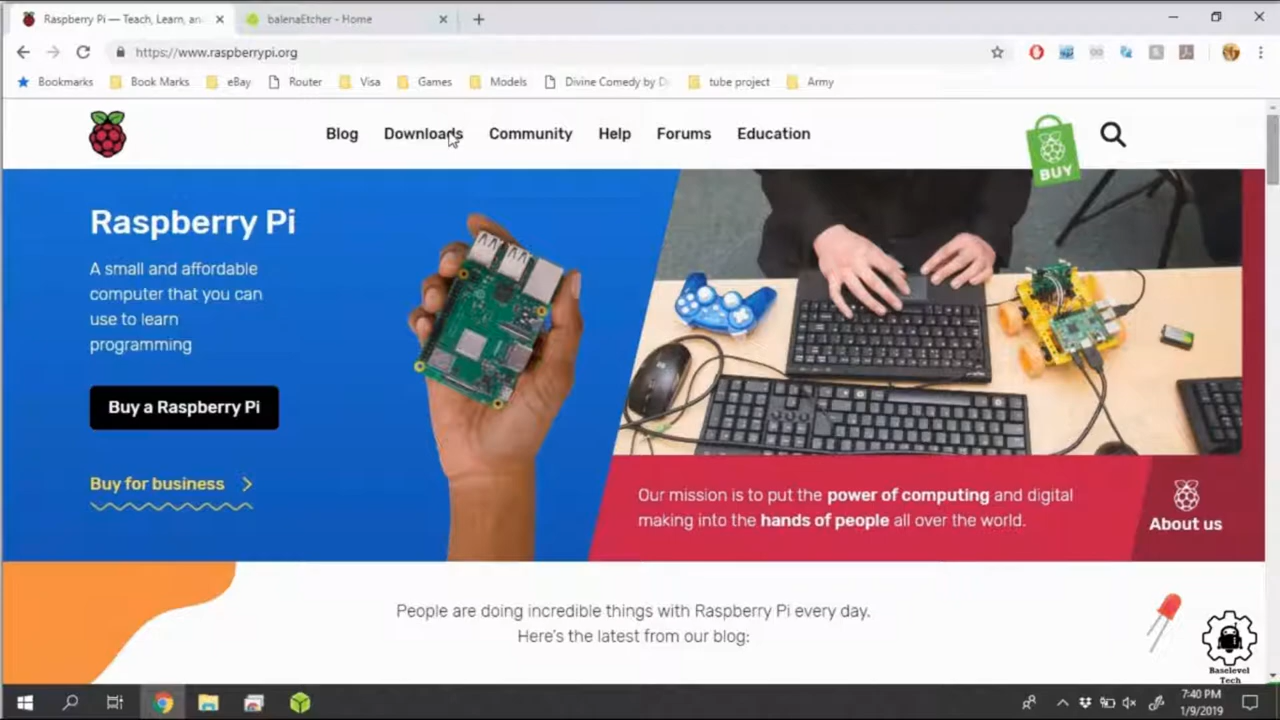 Raspberry Pi — Teach, Learn, an
balenaEtcher - Home
https://www.raspberrypi.org
Bookmarks Book Marks eBay Router Visa Games Models Divine Comedy by D tube project Army
Blog Downloads Community Help Forums Education
BUY
Raspberry Pi
A small and affordable
computer that you can
use to learn
programming
Buy a Raspberry Pi
Buy for business
Our mission is to put the power of computing and digital
making into the hands of people all over the world.
About us
People are doing incredible things with Raspberry Pi every day.
Here's the latest from our blog:
Baselevel
Tech
7:40 PM
1/9/2019